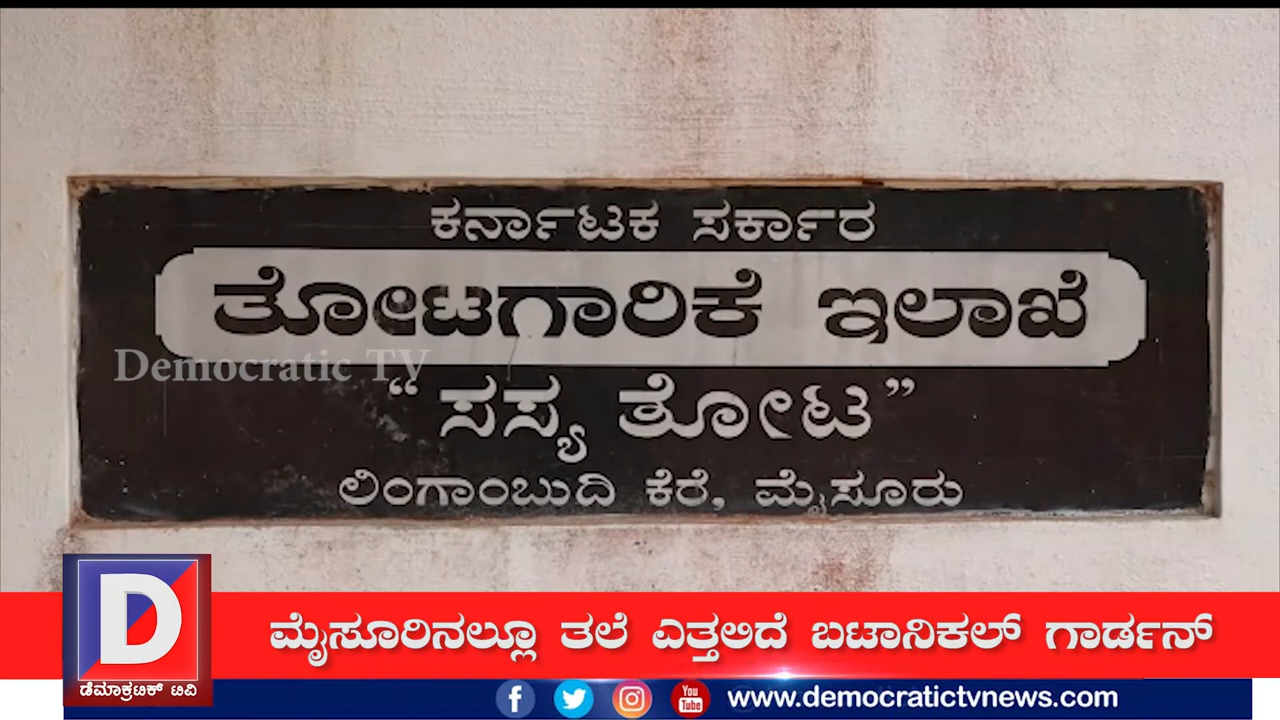 ಕರ್ನಾಟಕ ಸರ್ಕಾರ
ತೋಟಗಾರಿಕೆ ಇಲಾಖೆ
Democratic TV
“ಸಸ್ಯ ತೋಟ”
ಲಿಂಗಾಂಬುದಿ ಕೆರೆ, ಮೈಸೂರು
D
ಡೆಮಾಕ್ರಟಿಕ್ ಟಿವಿ
ಮೈಸೂರಿನಲ್ಲೂ ತಲೆ ಎತ್ತಲಿದೆ ಬಟಾನಿಕಲ್ ಗಾರ್ಡನ್
f You Tube www.democratictvnews.com